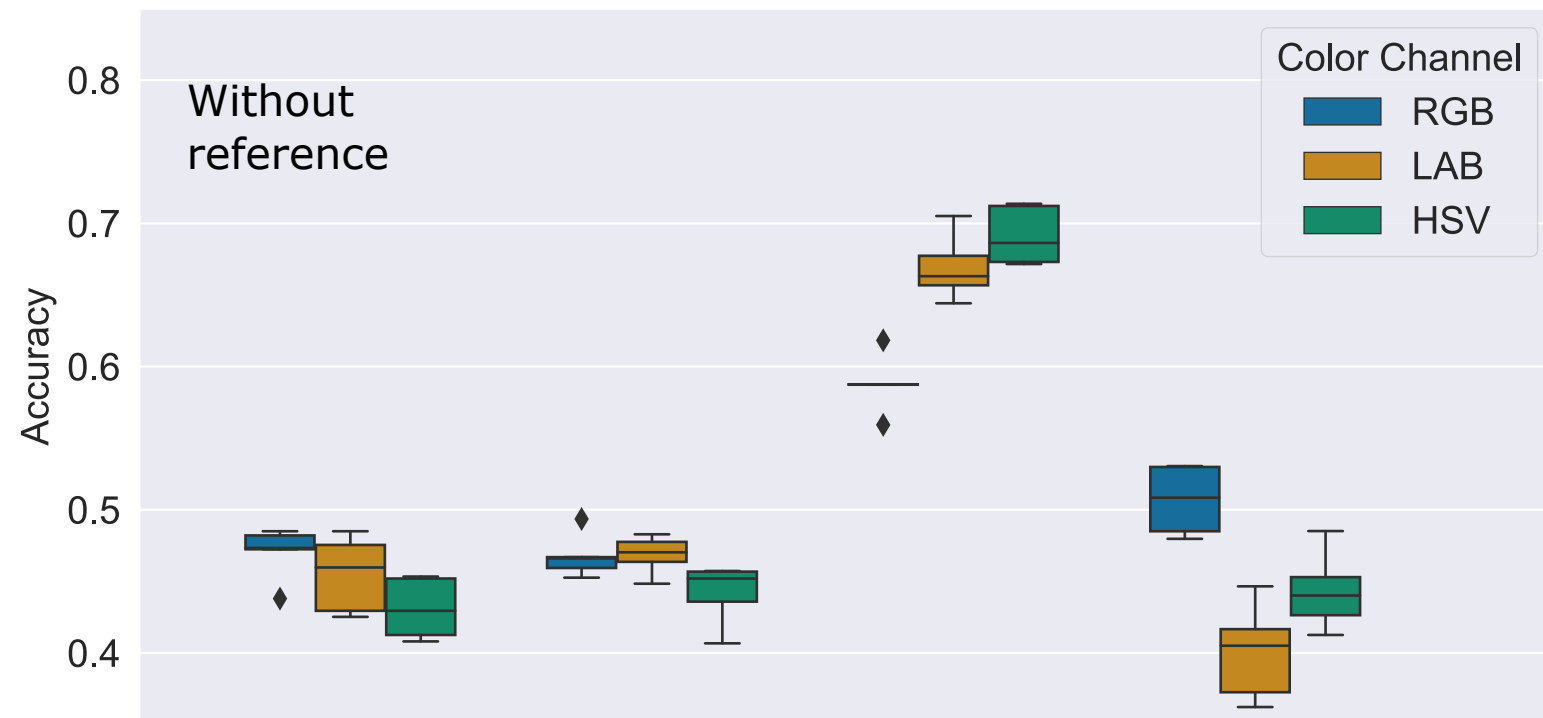 0.8
0.7
0.6
0.5
0.4
Accuracy
Without
reference
Color Channel
RGB
LAB
HSV